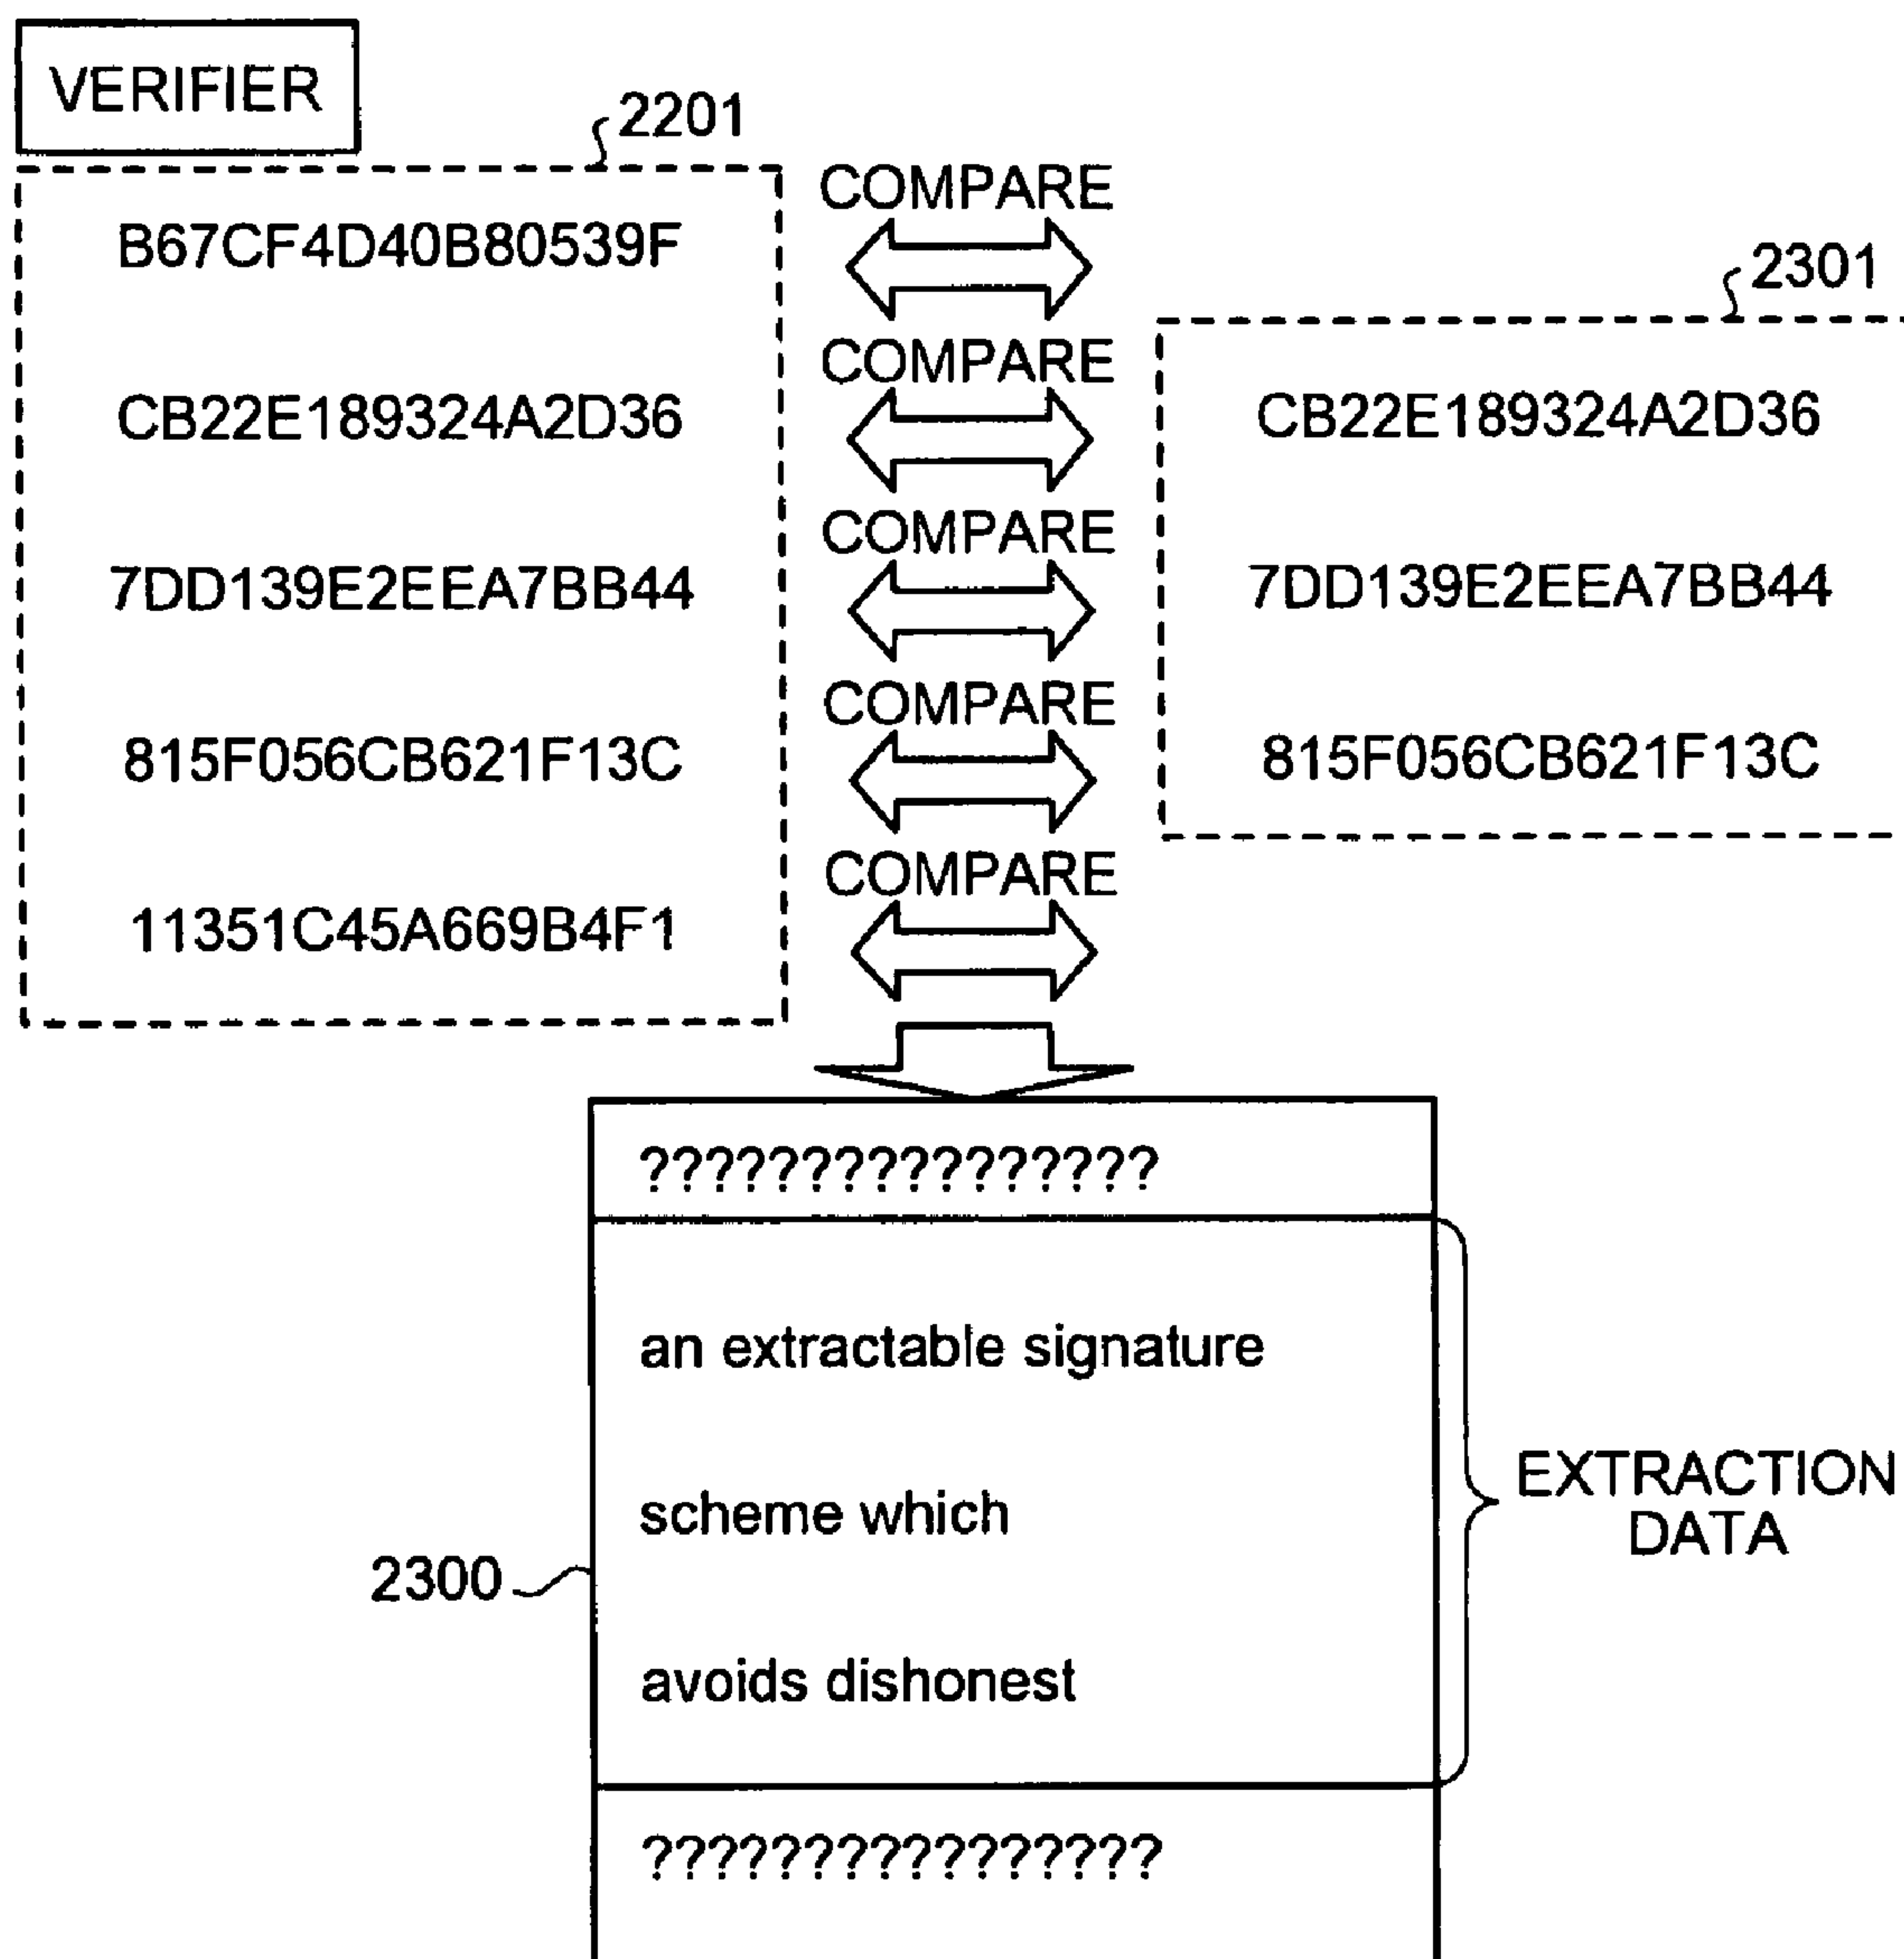 VERIFIER
2201
B67CF4D40B80539F
COMPARE
2301
CB22E189324A2D36
COMPARE
CB22E189324A2D36
7DD139E2EEA7BB44
COMPARE
7DD139E2EEA7BB44
815F056CB621F13C
COMPARE
815F056CB621F13C
11351C45A669B4F1
COMPARE
????????????????
an extractable signature
scheme which
avoids dishonest
????????????????
2300
EXTRACTION
DATA